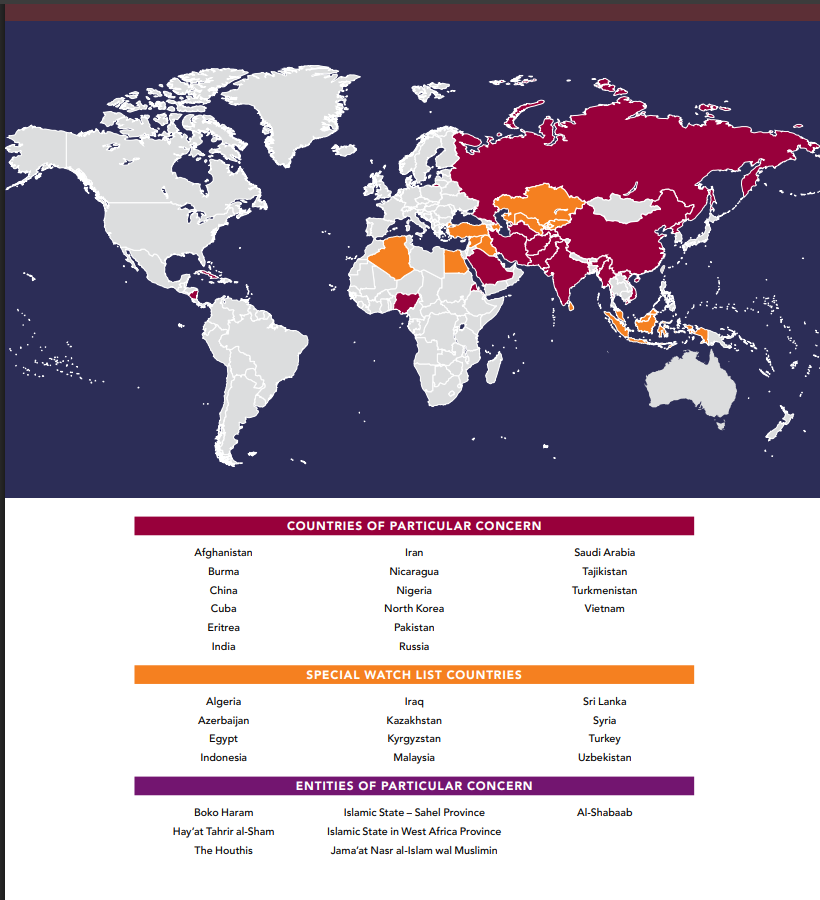 COUNTRIES OF PARTICULAR CONCERN
Afghanistan Iran Saudi Arabia
Burma Nicaragua Tajikistan
China Nigeria Turkmenistan
Cuba North Korea Vietnam
Eritrea Pakistan
India Russia
SPECIAL WATCH LIST COUNTRIES
Algeria Iraq Sri Lanka
Azerbaijan Kazakhstan Syria
Egypt Kyrgyzstan Turkey
Indonesia Malaysia Uzbekistan
ENTITIES OF PARTICULAR CONCERN
Boko Haram Islamic State – Sahel Province Al-Shabaab
Hay’at Tahrir al-Sham Islamic State in West Africa Province
The Houthis Jama’at Nasr al-Islam wal Muslimin